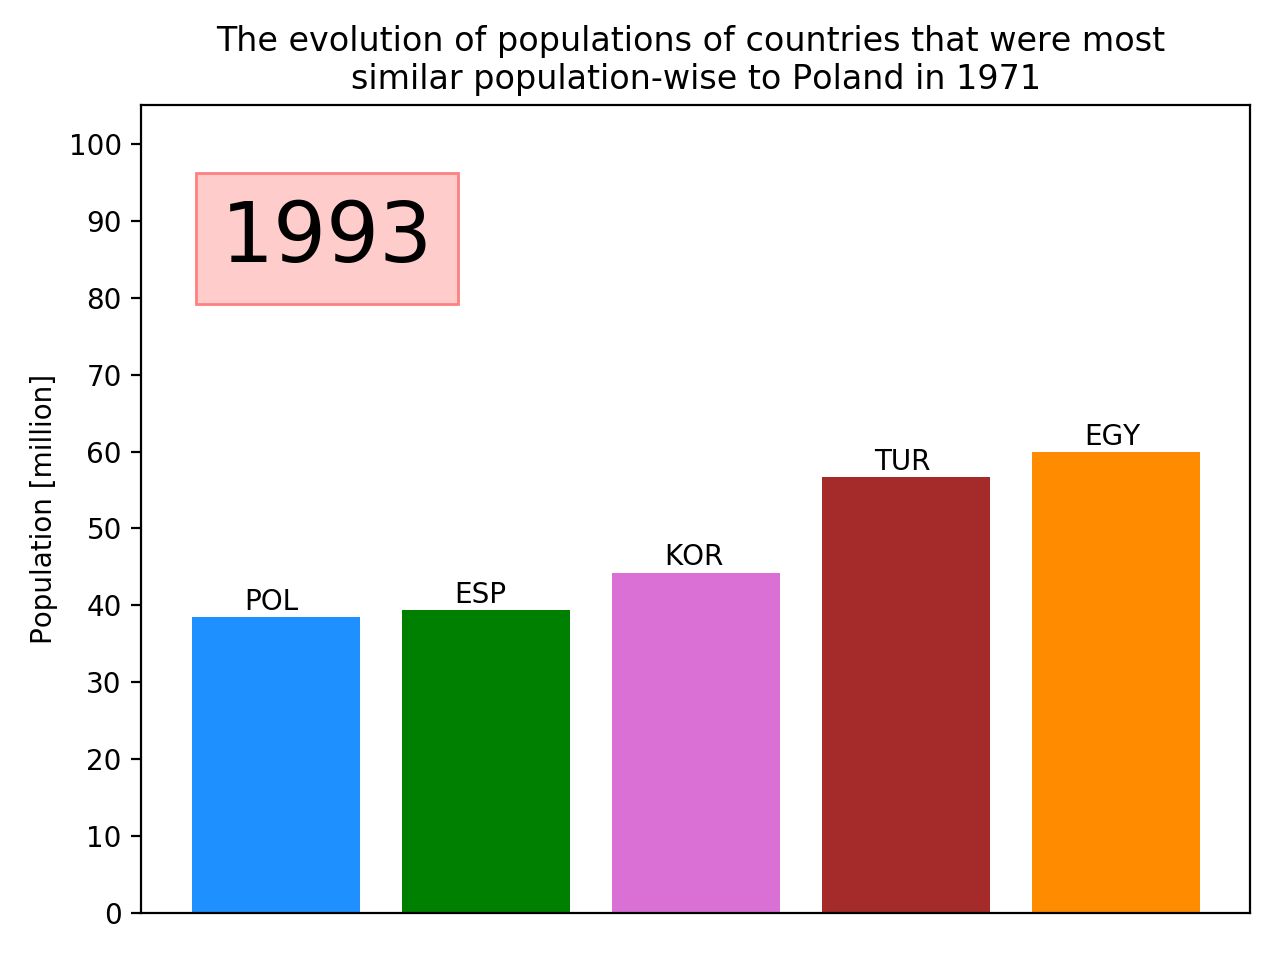 The evolution of populations of countries that were most
similar population-wise to Poland in 1971
100
90
80
70
60
50
40
30
20
10
0
Population [million]
1993
POL
ESP
KOR
TUR
EGY